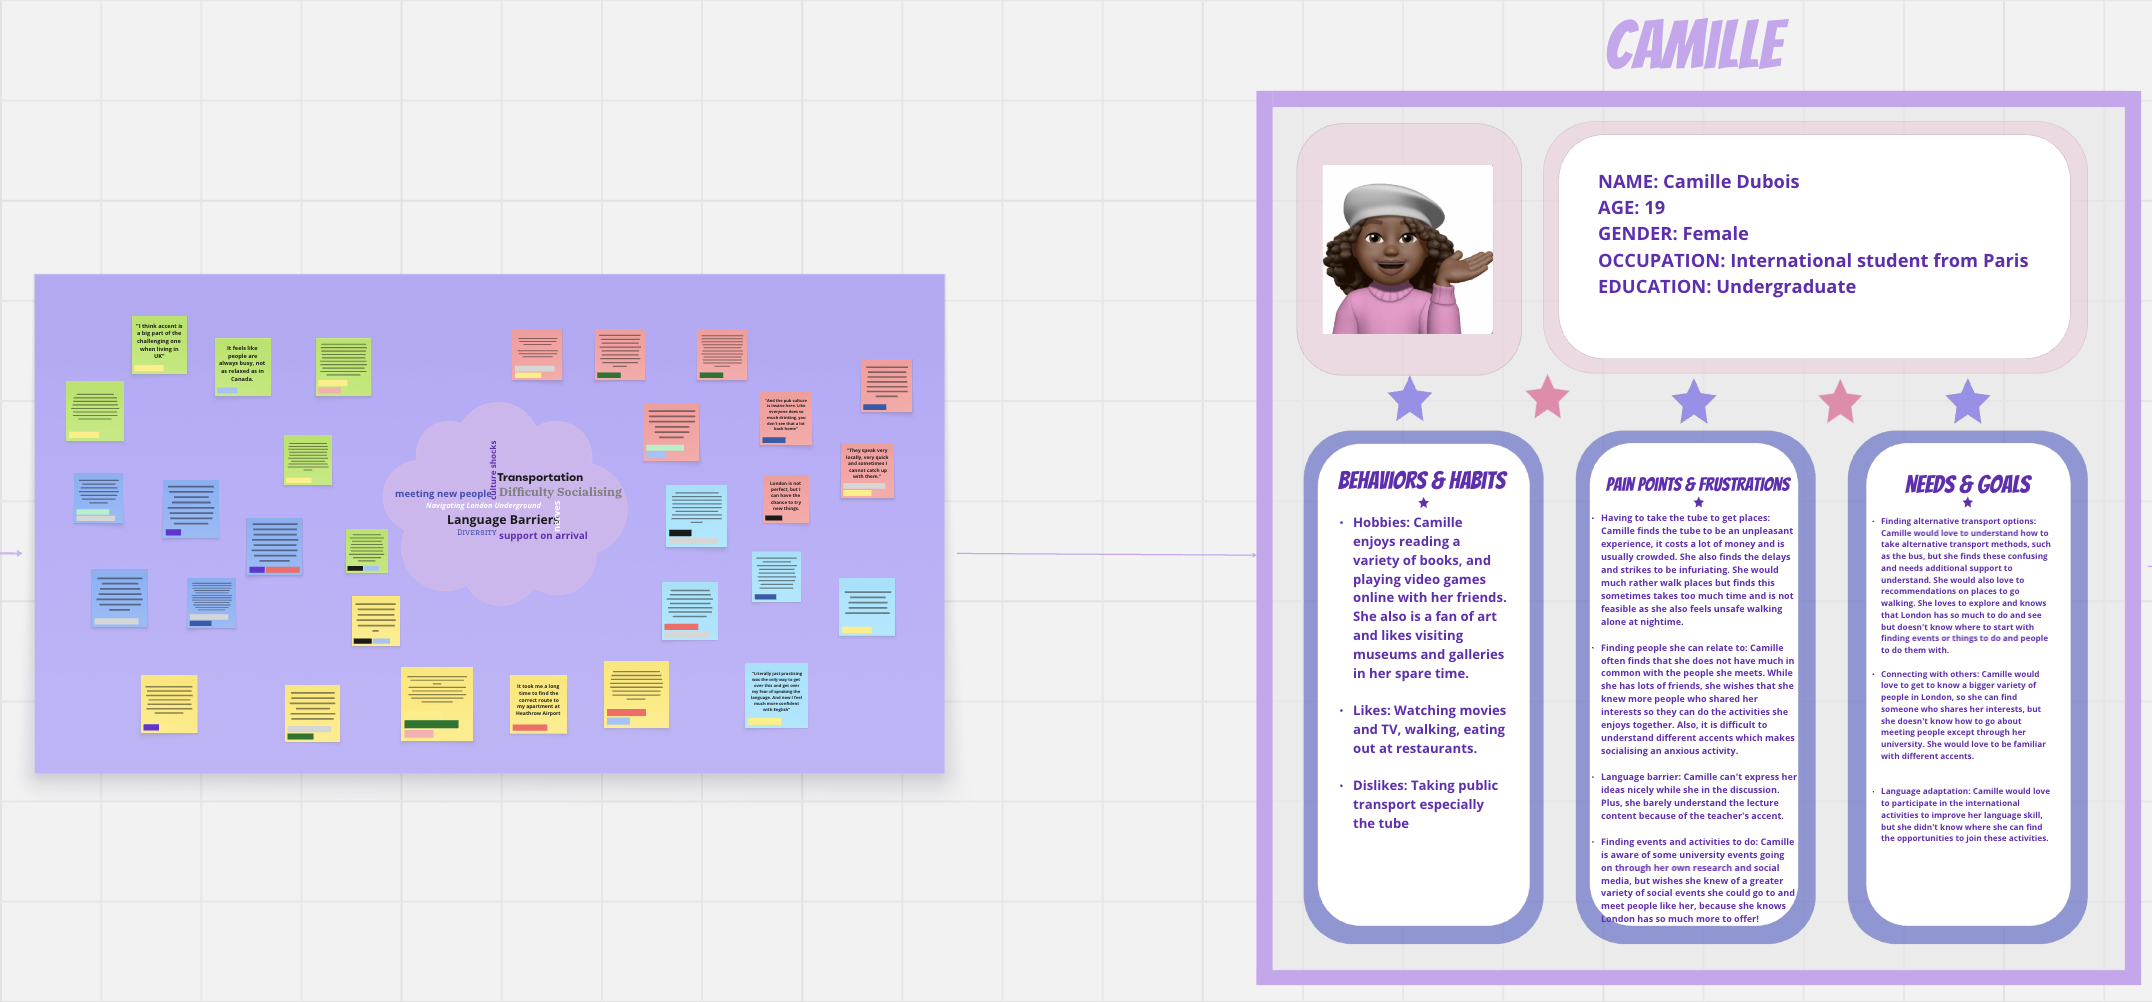 CAMILLE
"I think accent is
a big part of the
challenging one
when living in
UK"
It feels like
people are
always busy, not
as relaxed as in
Canada.
"And the pub culture
is insane here. Like
everyone does so
much drinking, you
don't see that a lot
back home"
"They speak very
locally, very quick
and sometimes I
cannot catch up
with them."
London is not
perfect, but I
can have the
chance to try
new things.
culture shocks
Transportation
meeting new people
Difficulty Socialising
Navigating London Underground
Language Barriers
DIVERSITY
support on arrival
It took me a long
time to find the
correct route to
my apartment at
Heathrow Airport
"Literally just practising
was the only way to get
over this and get over
my fear of speaking the
language. And now I feel
much more confident
with English"
NAME: Camille Dubois
AGE: 19
GENDER: Female
OCCUPATION: International student from Paris
EDUCATION: Undergraduate
BEHAVIORS & HABITS
Hobbies: Camille
enjoys reading a
variety of books, and
playing video games
online with her friends.
She also is a fan of art
and likes visiting
museums and galleries
in her spare time.
Likes: Watching movies
and TV, walking, eating
out at restaurants.
Dislikes: Taking public
transport especially
the tube
PAIN POINTS & FRUSTRATIONS
Having to take the tube to get places:
Camille finds the tube to be an unpleasant
experience, it costs a lot of money and is
usually crowded. She also finds the delays
and strikes to be infuriating. She would
much rather walk places but finds this
sometimes takes too much time and is not
feasible as she also feels unsafe walking
alone at nightime.
Finding people she can relate to: Camille
often finds that she does not have much in
common with the people she meets. While
she has lots of friends, she wishes that she
knew more people who shared her
interests so they can do the activities she
enjoys together. Also, it is difficult to
understand different accents which makes
socialising an anxious activity.
Language barrier: Camille can't express her
ideas nicely while she in the discussion.
Plus, she barely understand the lecture
content because of the teacher's accent.
Finding events and activities to do: Camille
is aware of some university events going
on through her own research and social
media, but wishes she knew of a greater
variety of social events she could go to and
meet people like her, because she knows
London has so much more to offer!
NEEDS & GOALS
Finding alternative transport options:
Camille would love to understand how to
take alternative transport methods, such
as the bus, but she finds these confusing
and needs additional support to
understand. She would also love to
recommendations on places to go
walking. She loves to explore and knows
that London has so much to do and see
but doesn't know where to start with
finding events or things to do and people
to do them with.
Connecting with others: Camille would
love to get to know a bigger variety of
people in London, so she can find
someone who shares her interests, but
she doesn't know how to go about
meeting people except through her
university. She would love to be familiar
with different accents.
Language adaptation: Camille would love
to participate in the international
activities to improve her language skill,
but she didn't know where she can find
the opportunities to join these activities.